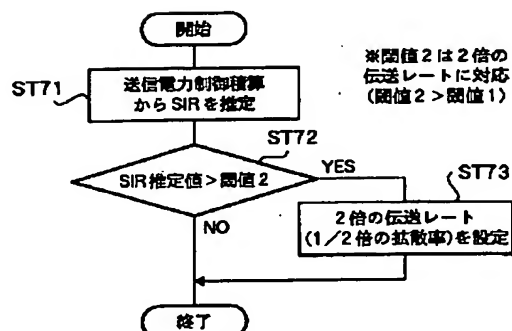 開始
ST71
送信電力制御積算
からSIRを推定
※閾値2は2倍の
伝送レートに対応
(閾値2>閾値1)
ST72
SIR推定値>閾値2
YES
ST73
2倍の伝送レート
(1/2倍の拡散率)を設定
NO
終了